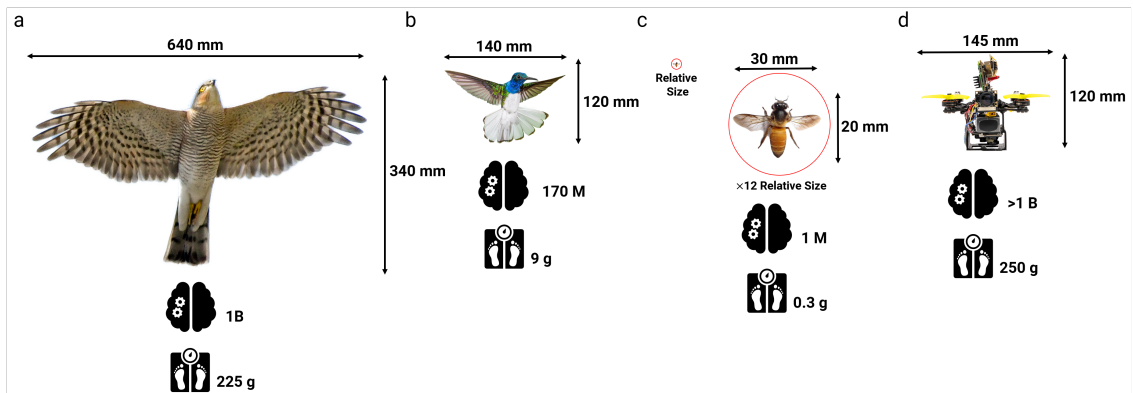 a
640 mm
340 mm
1B
225 g
b
140 mm
120 mm
170 M
9 g
c
Relative
Size
30 mm
20 mm
×12 Relative Size
1 M
0.3 g
d
145 mm
120 mm
>1 B
250 g